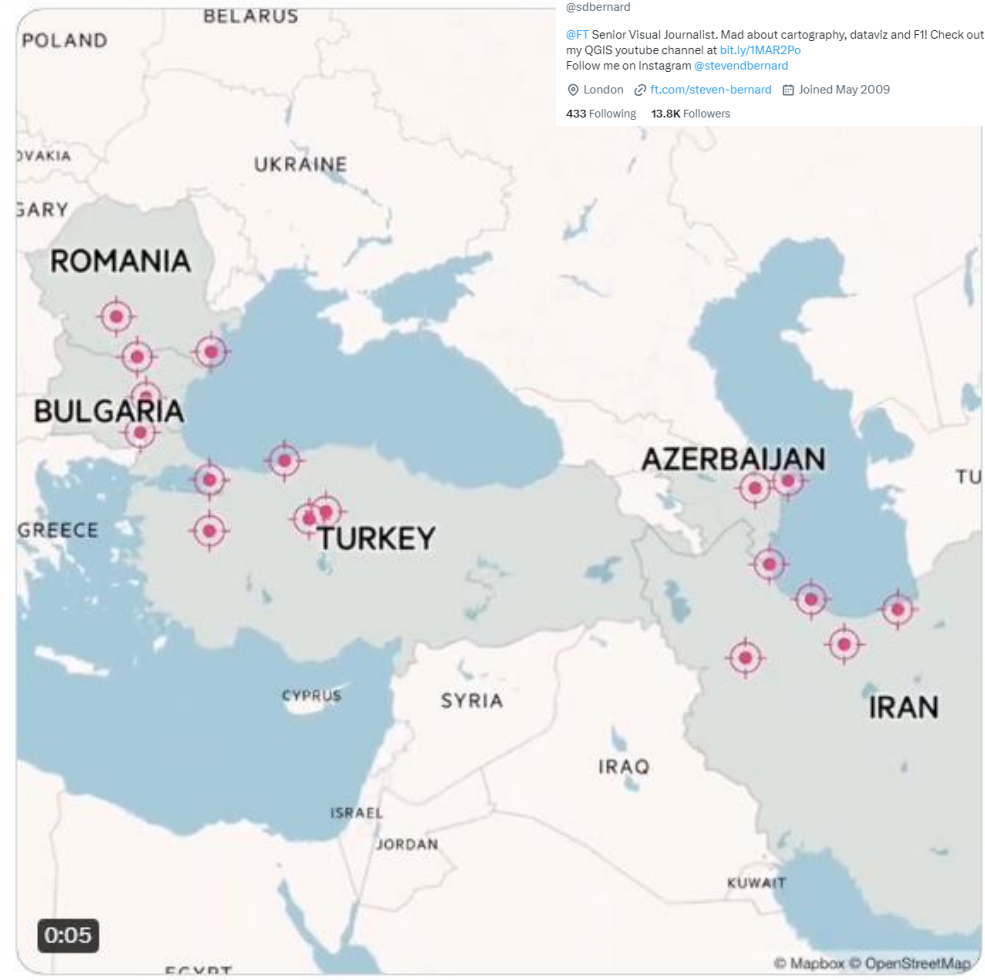 @sdbernard
@FT Senior Visual Journalist. Mad about cartography, dataviz and F1! Check out
my QGIS youtube channel at bit.ly/1MAR2Po
Follow me on Instagram @stevendbernard
London ft.com/steven-bernard Joined May 2009
433 Following 13.8K Followers
BELARUS
POLAND
OVAKIA
UKRAINE
GARY
ROMANIA
BULGARIA
AZERBAIJAN
TU
GREECE
TURKEY
CYPRUS
SYRIA
IRAN
IRAQ
ISRAEL
JORDAN
KUWAIT
0:05
EGYPT
© Mapbox © OpenStreetMap